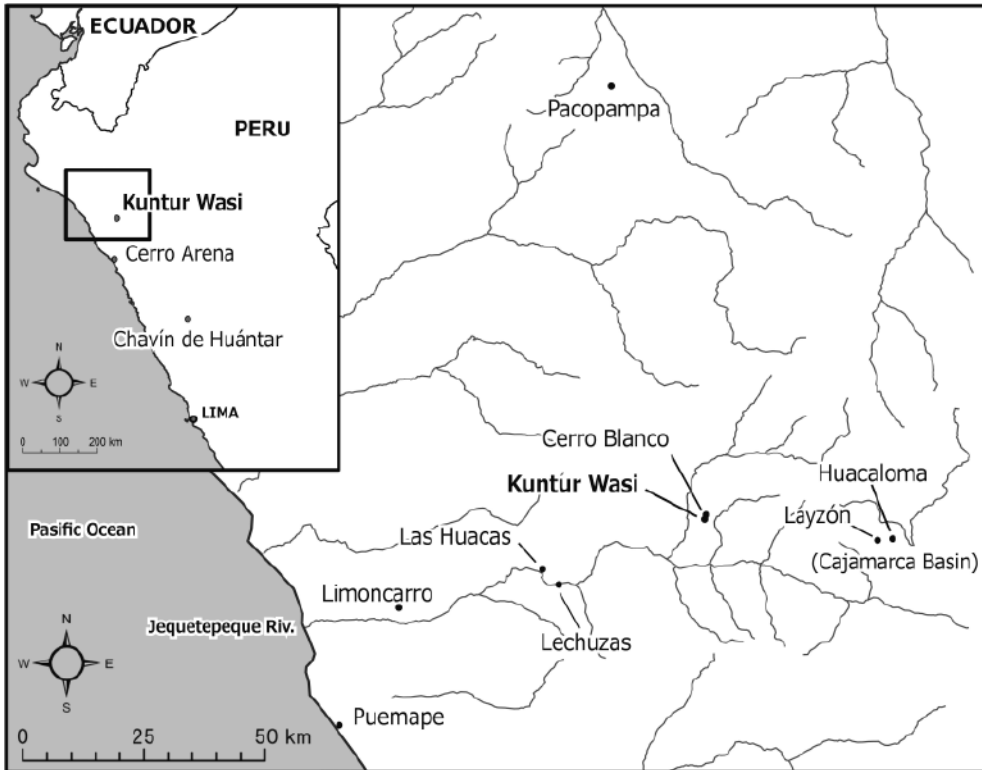 ECUADOR
PERU
Kuntur Wasi
Cerro Arena
Chavín de Huántar
N
W E
S
LIMA
0 100 200 km
Pacopampa
Cerro Blanco
Kuntur Wasi
Huacaloma
Láyzón
(Cajamarca Basin)
Las Huacas
Limoncarro
Lechuzas
Pasific Ocean
Jequetepeque Riv.
N
W E
S
Puemape
0 25 50 km